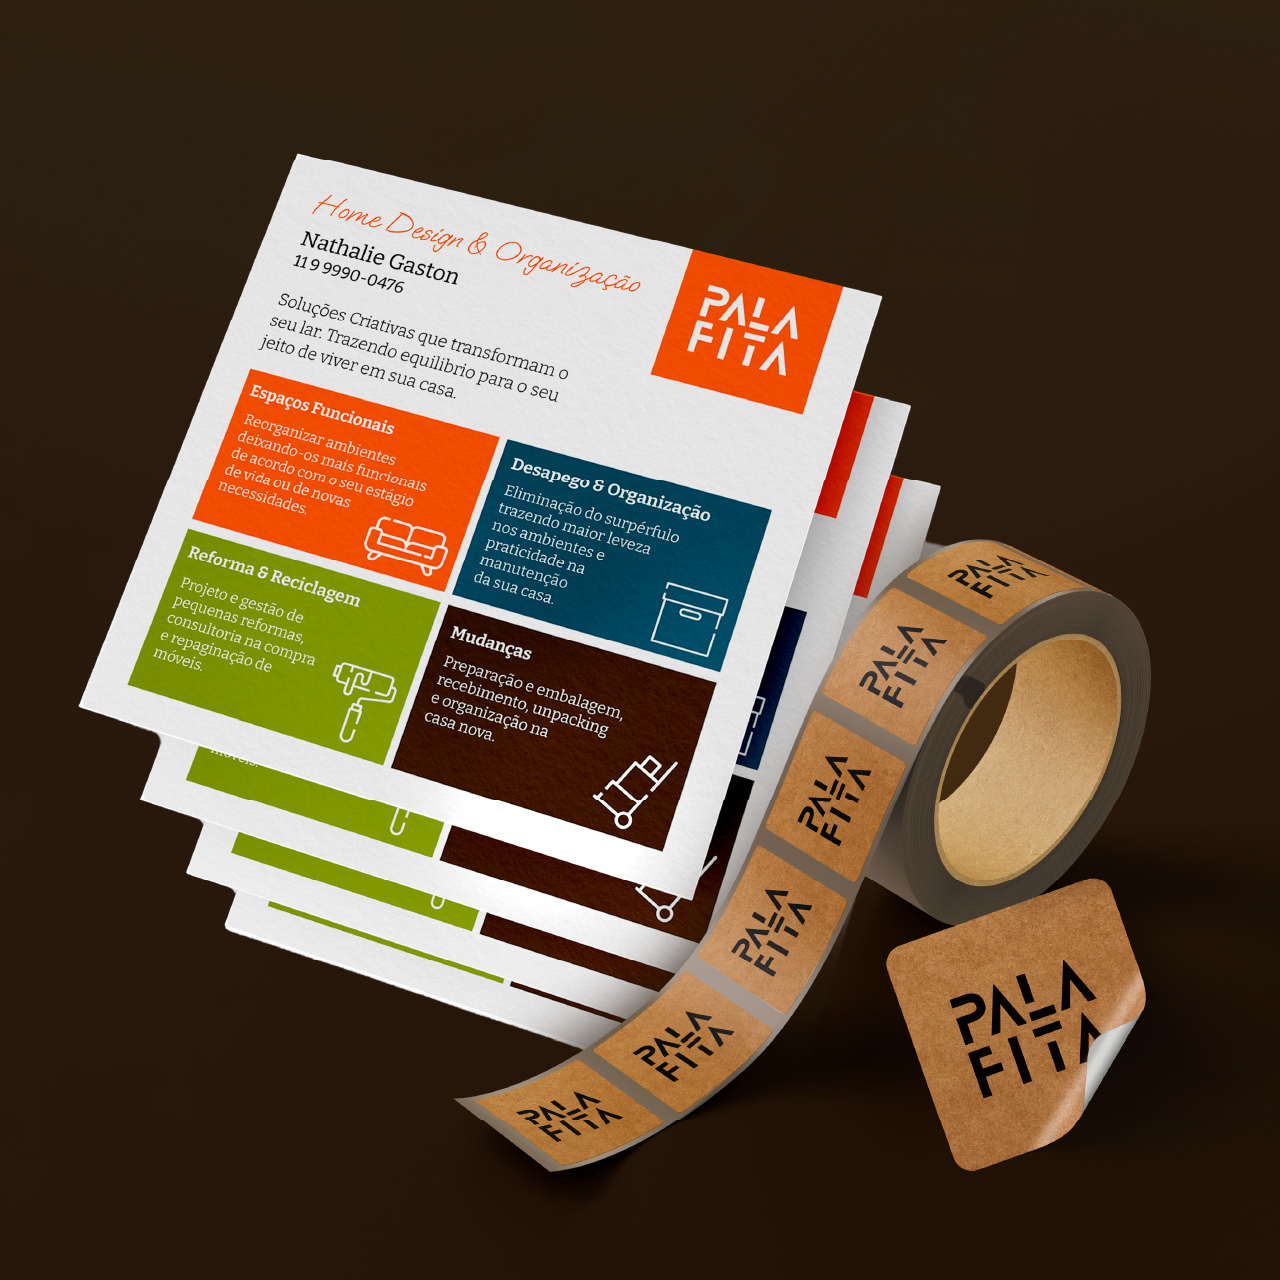 Home Design & Organização
Nathalie Gaston
11 9 9990-0476
Soluções Criativas que transformam o
seu lar. Trazendo equilibrio para o seu
jeito de viver em sua casa.
PALA
FITA
Espaços Funcionais
Reorganizar ambientes
deixando-os mais funcionais
de acordo com o seu estágio
de vida ou de novas
necessidades.
Desapego & Organização
Eliminação do surpérfulo
trazendo maior leveza
nos ambientes e
praticidade na
manutenção
da sua casa.
Reforma & Reciclagem
Projeto e gestão de
pequenas reformas,
consultoria na compra
e repaginação de
móveis.
Mudanças
Preparação e embalagem,
recebimento, unpacking
e organização na
casa nova.
móveis.
PALA
FITA
PALA
FITA
PALA
FITA
PALA
FITA
PALA
FITA
PALA
FITA
PALA
FITA